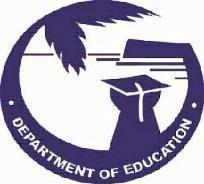 • DEPARTMENT OF EDUCATION •